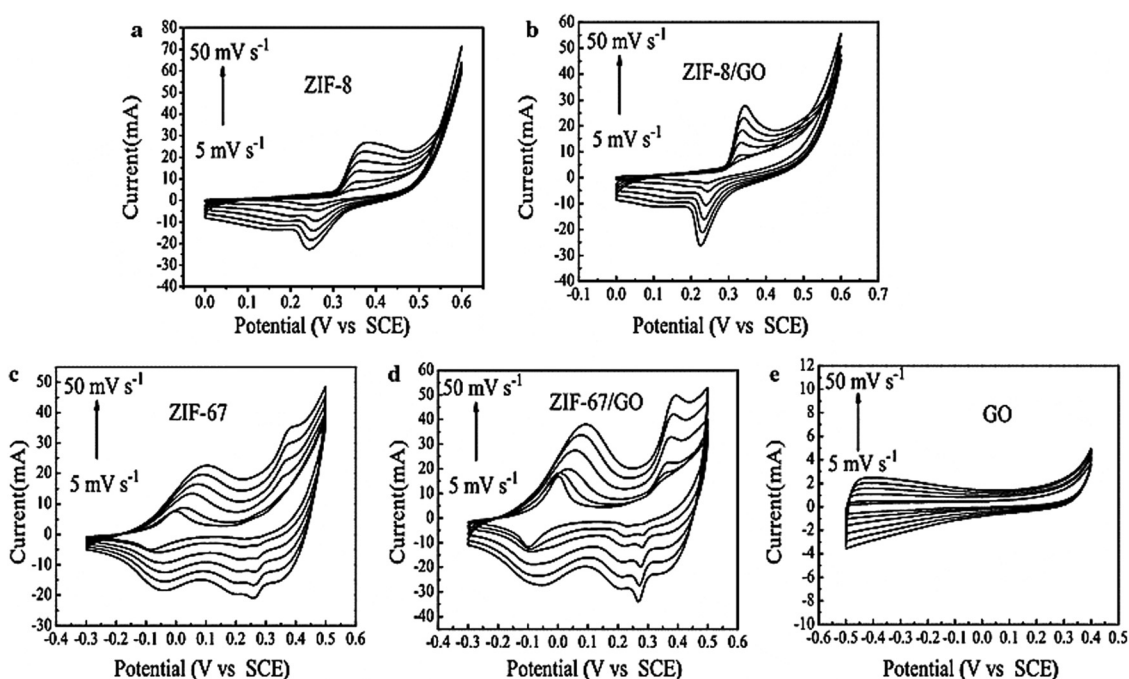 a
50 mV s⁻¹
ZIF-8
5 mV s⁻¹
Current(mA)
80
70
60
50
40
30
20
10
0
-10
-20
-30
-40
0.0 0.1 0.2 0.3 0.4 0.5 0.6
Potential (V vs SCE)
b
50 mV s⁻¹
ZIF-8/GO
5 mV s⁻¹
Current(mA)
60
50
40
30
20
10
0
-10
-20
-30
-40
-0.1 0.0 0.1 0.2 0.3 0.4 0.5 0.6 0.7
Potential (V vs SCE)
c
50 mV s⁻¹
ZIF-67
5 mV s⁻¹
Current(mA)
50
40
30
20
10
0
-10
-20
-30
-0.4 -0.3 -0.2 -0.1 0.0 0.1 0.2 0.3 0.4 0.5 0.6
Potential (V vs SCE)
d
50 mV s⁻¹
ZIF-67/GO
5 mV s⁻¹
Current(mA)
60
50
40
30
20
10
0
-10
-20
-30
-40
-0.4 -0.3 -0.2 -0.1 0.0 0.1 0.2 0.3 0.4 0.5 0.6
Potential (V vs SCE)
e
50 mV s⁻¹
GO
5 mV s⁻¹
Current(mA)
12
10
8
6
4
2
0
-2
-4
-6
-8
-10
-0.6 -0.5 -0.4 -0.3 -0.2 -0.1 0.0 0.1 0.2 0.3 0.4 0.5
Potential (V vs SCE)